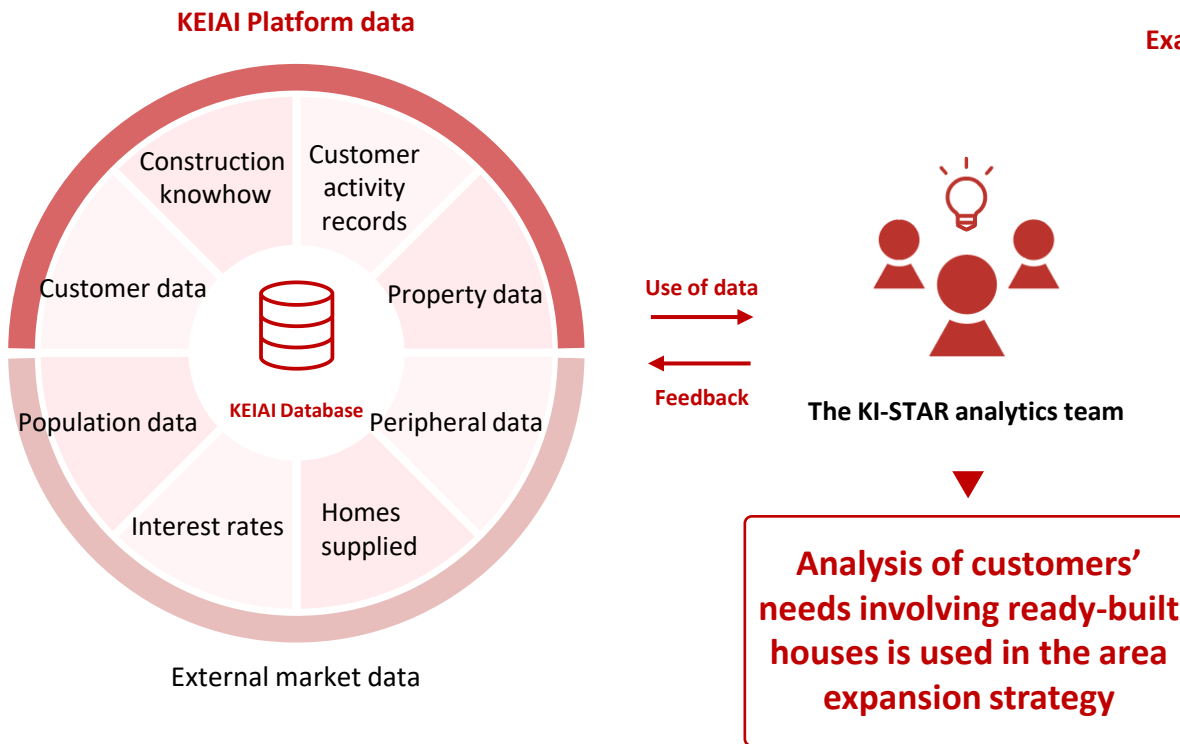 KEIAI Platform data
Construction
knowhow
Customer
activity
records
Customer data
Property data
KEIAI Database
Population data
Peripheral data
Interest rates
Homes
supplied
External market data
Use of data
Feedback
The KI-STAR analytics team
Analysis of customers’
needs involving ready-built
houses is used in the area
expansion strategy